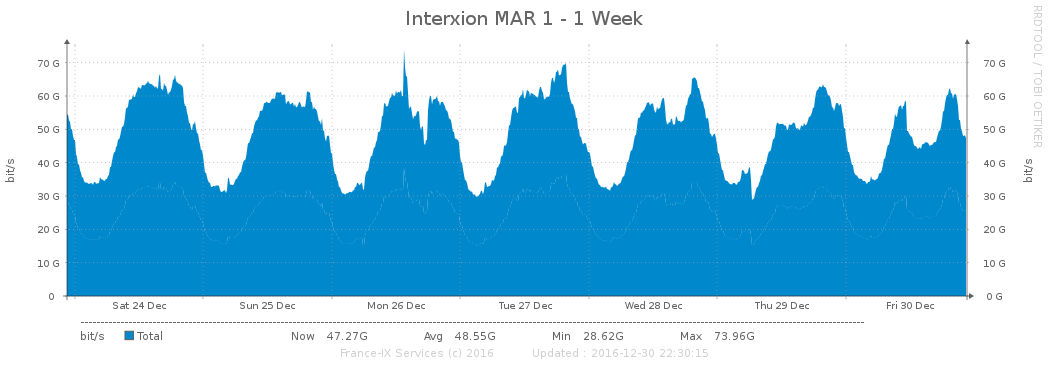 Interxion MAR 1 - 1 Week
RRDTOOL / TOBI OETIKER
70 G 70 G
60 G 60 G
50 G 50 G
40 G 40 G
30 G 30 G
20 G 20 G
10 G 10 G
0 0 G
bit/s bit/s
Sat 24 Dec Sun 25 Dec Mon 26 Dec Tue 27 Dec Wed 28 Dec Thu 29 Dec Fri 30 Dec
bit/s Total Now 47.27G Avg 48.55G Min 28.62G Max 73.96G
France-IX Services (c) 2016 Updated : 2016-12-30 22:30:15